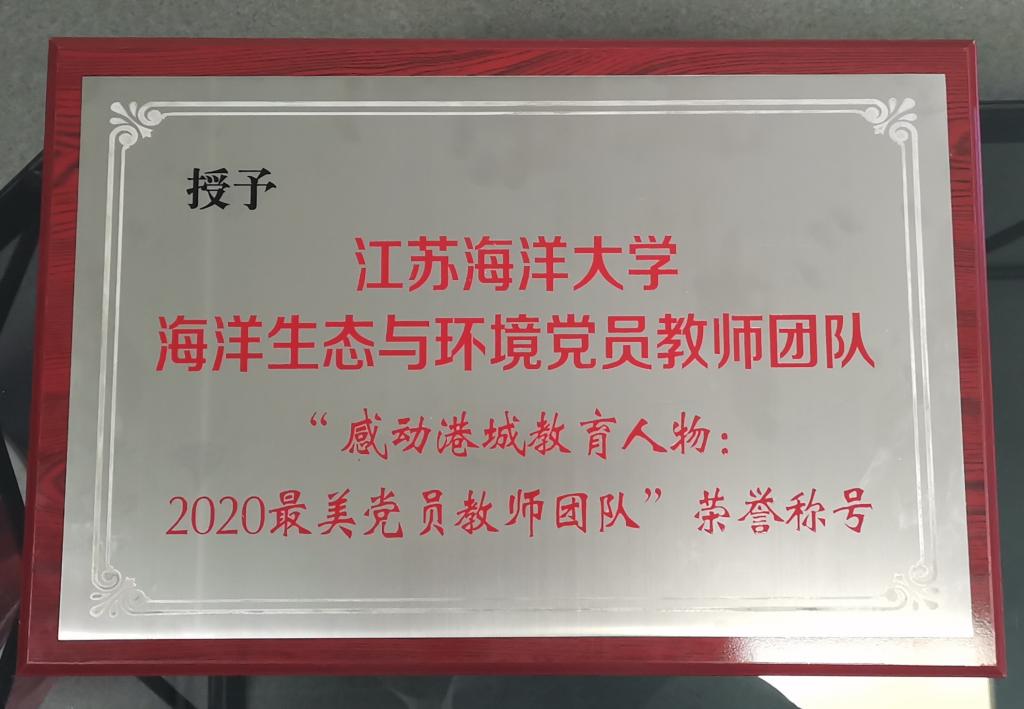 授予
江苏海洋大学
海洋生态与环境党员教师团队
“感动港城教育人物：
2020最美党员教师团队”荣誉称号